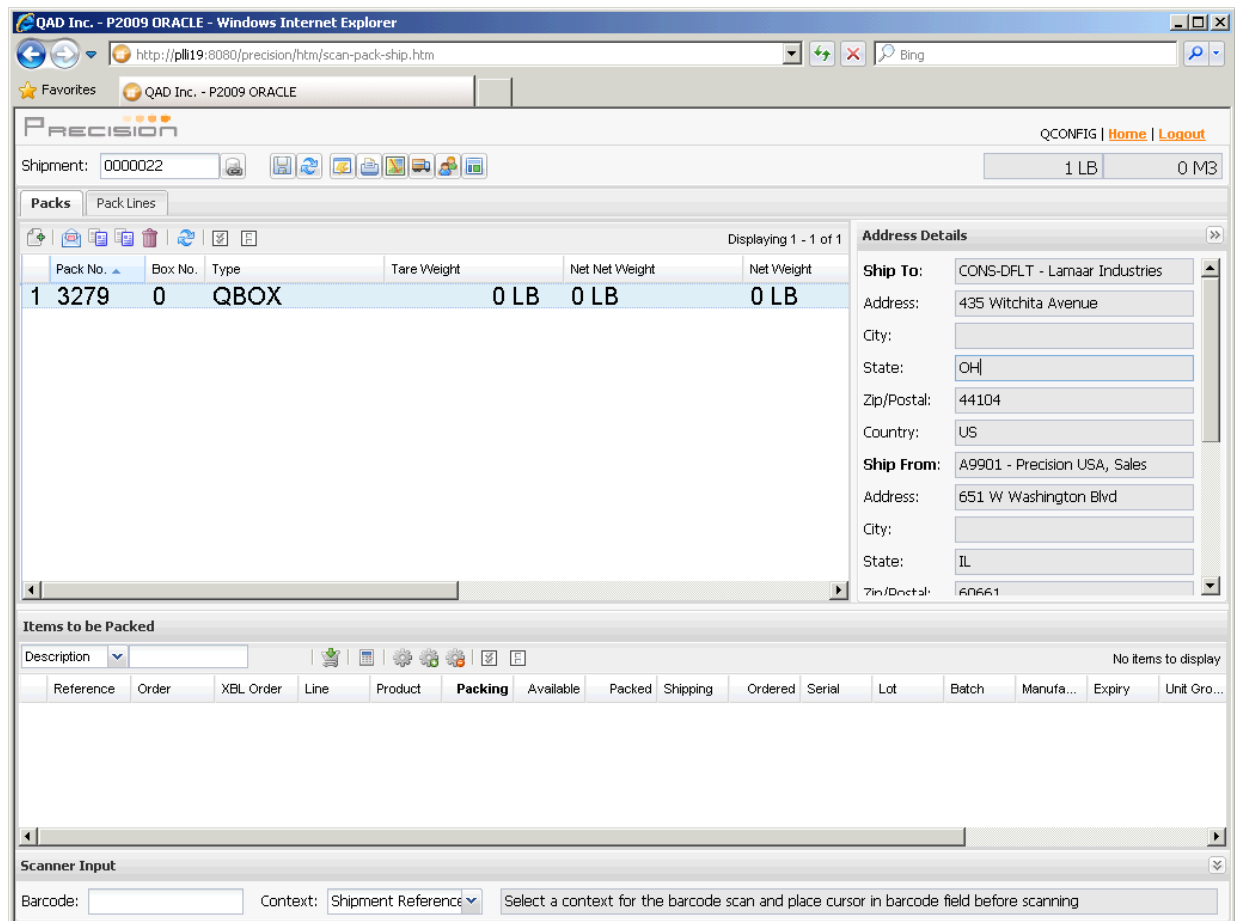 QAD Inc. - P2009 ORACLE - Windows Internet Explorer
http://plli19:8080/precision/htm/scan-pack-ship.htm
Bing
Favorites
QAD Inc. - P2009 ORACLE
PRECISION
QCONFIG | Home | Logout
Shipment: 0000022
1 LB 0 M3
Packs Pack Lines
Displaying 1 - 1 of 1
Pack No. Box No. Type Tare Weight Net Net Weight Net Weight
1 3279 0 QBOX 0 LB 0 LB 0 LB
Address Details
Ship To: CONS-DFLT - Lamaar Industries
Address: 435 Witchita Avenue
City:
State: OH
Zip/Postal: 44104
Country: US
Ship From: A9901 - Precision USA, Sales
Address: 651 W Washington Blvd
City:
State: IL
Zip/Postal: 60661
Items to be Packed
Description
F
No items to display
Reference Order XBL Order Line Product Packing Available Packed Shipping Ordered Serial Lot Batch Manufa... Expiry Unit Gro...
Scanner Input
Barcode: Context: Shipment Reference Select a context for the barcode scan and place cursor in barcode field before scanning